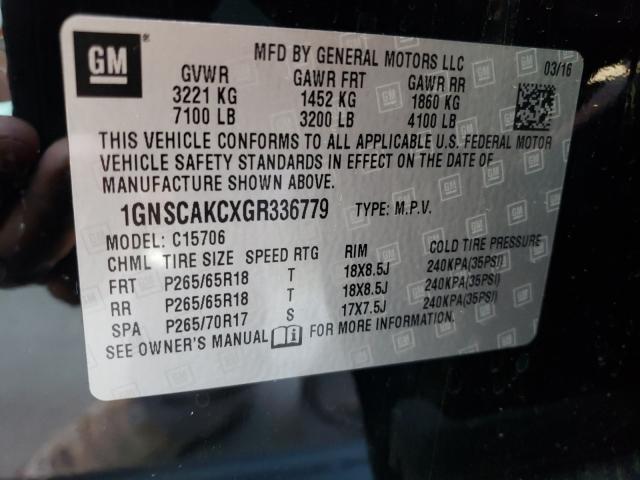 GM ®
MFD BY GENERAL MOTORS LLC 03/16
GVWR GAWR FRT GAWR RR
3221 KG 1452 KG 1860 KG
7100 LB 3200 LB 4100 LB
THIS VEHICLE CONFORMS TO ALL APPLICABLE U.S. FEDERAL MOTOR
VEHICLE SAFETY STANDARDS IN EFFECT ON THE DATE OF
MANUFACTURE SHOWN ABOVE.
1GNSCAKCXGR336779 TYPE: M.P.V.
MODEL: C15706
CHML TIRE SIZE SPEED RTG RIM COLD TIRE PRESSURE
FRT P265/65R18 T 18X8.5J 240KPA(35PSI)
RR P265/65R18 T 18X8.5J 240KPA(35PSI)
SPA P265/70R17 S 17X7.5J 240KPA(35PSI)
SEE OWNER'S MANUAL FOR MORE INFORMATION.